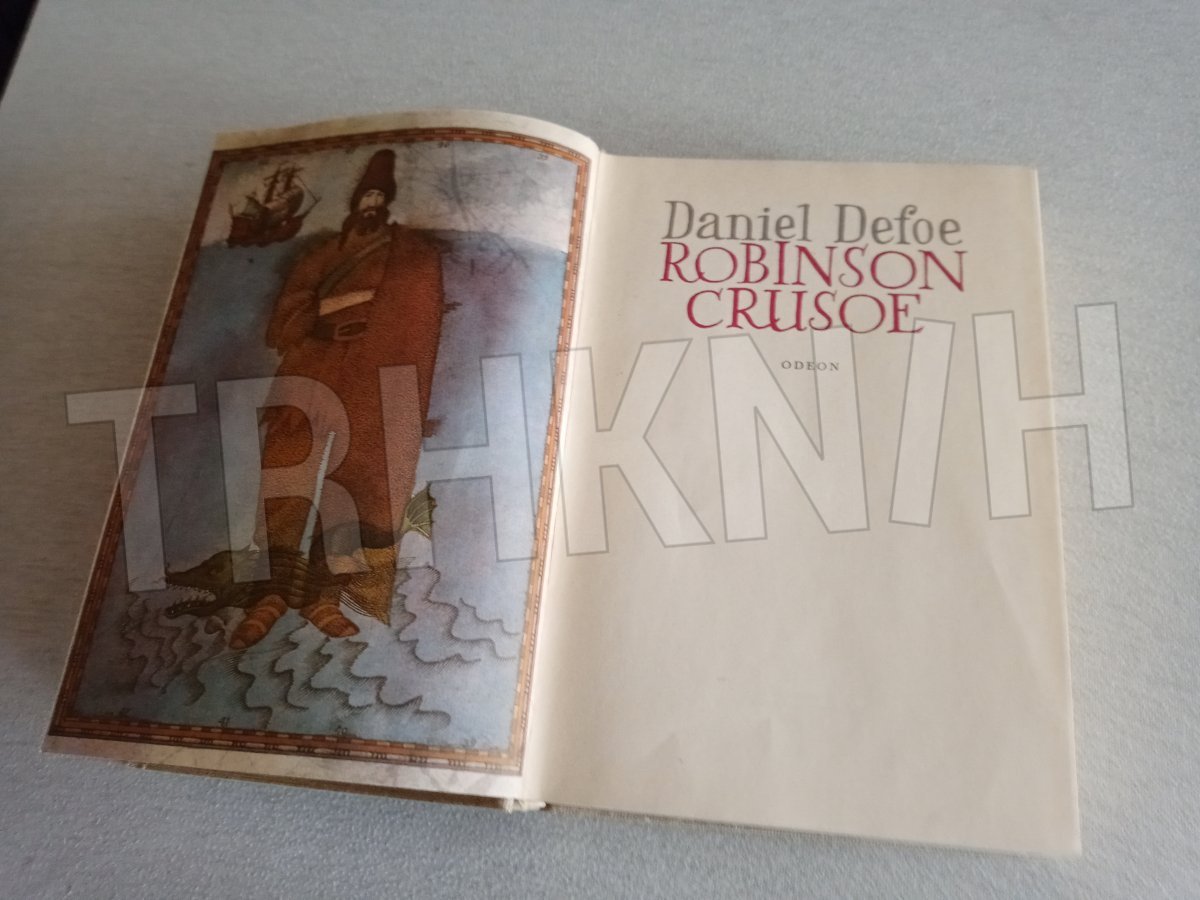 Daniel Defoe
ROBINSON
CRUSOE
ODEON
TRHKNIH